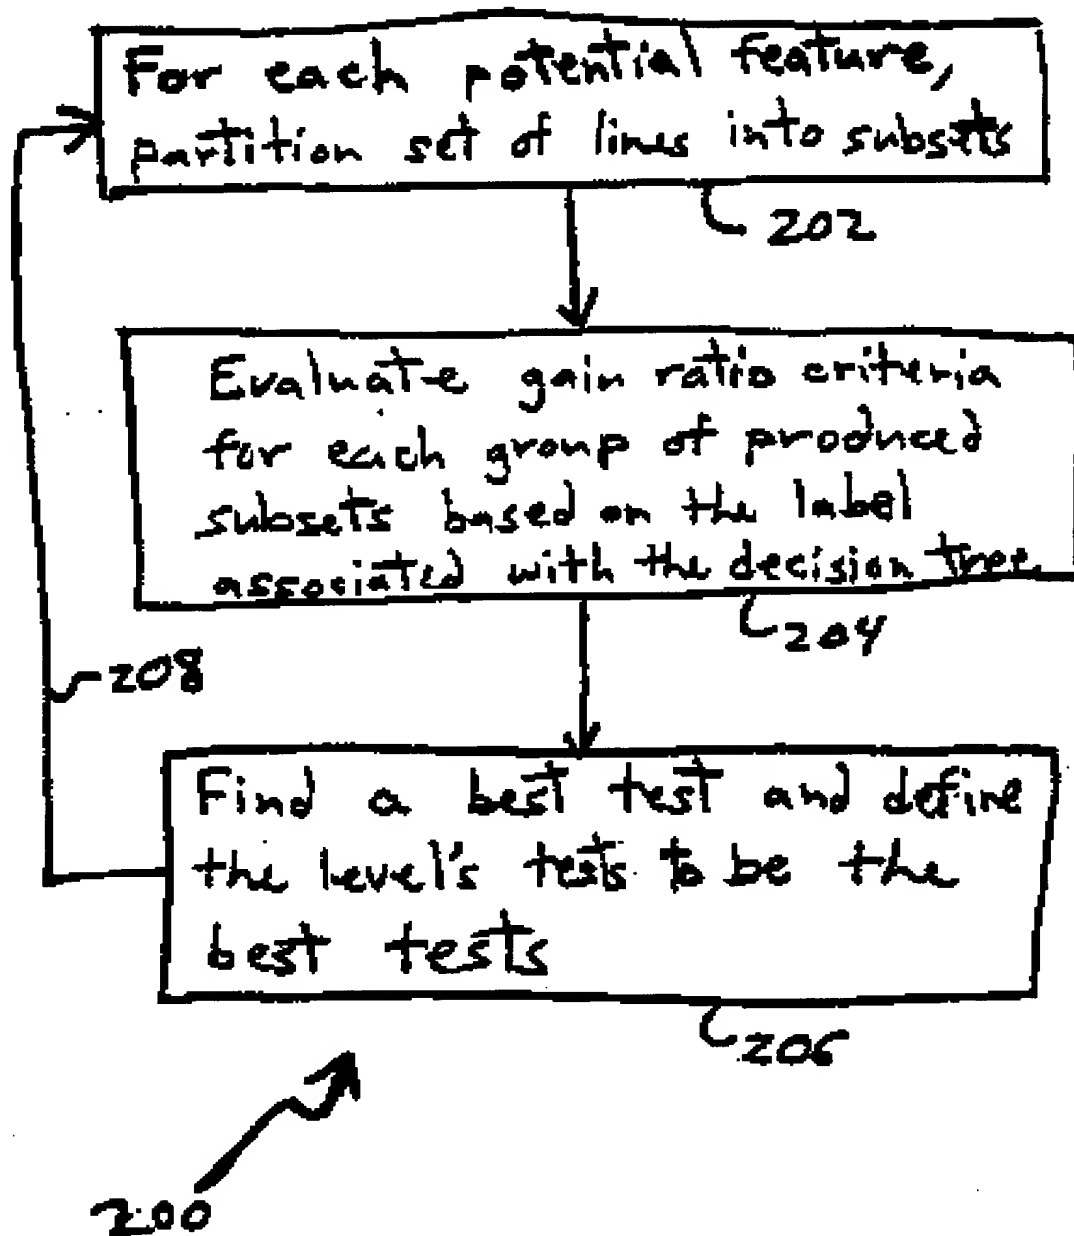 For each potential feature,
partition set of lines into subsets
202
Evaluate gain ratio criteria
for each group of produced
subsets based on the label
associated with the decision tree
204
208
Find a best test and define
the level's tests to be the
best tests
206
200